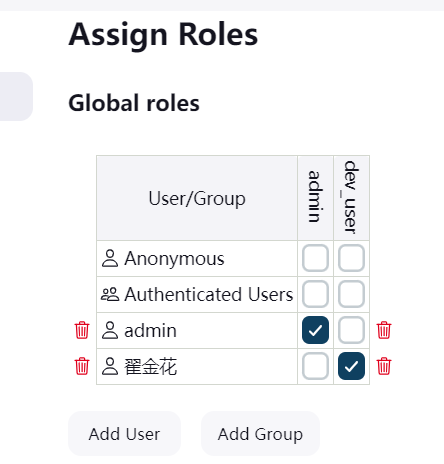 Assign Roles
Global roles
User/Group admin dev_user
Anonymous
Authenticated Users
admin
翟金花
Add User Add Group